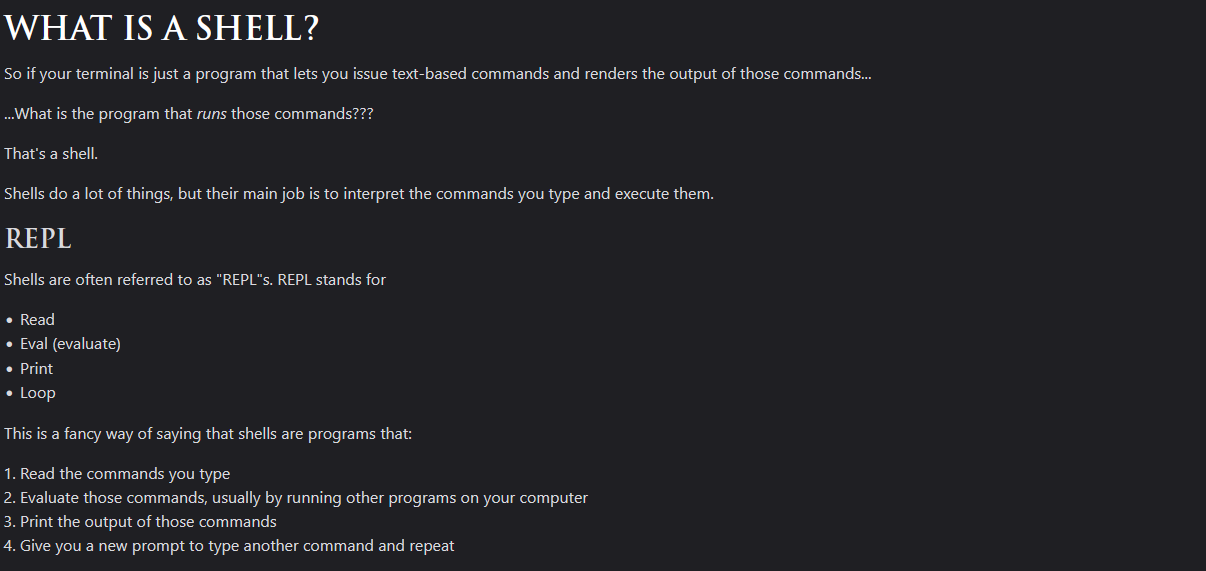 WHAT IS A SHELL?
So if your terminal is just a program that lets you issue text-based commands and renders the output of those commands...
...What is the program that runs those commands???
That's a shell.
Shells do a lot of things, but their main job is to interpret the commands you type and execute them.
REPL
Shells are often referred to as "REPL"s. REPL stands for
• Read
• Eval (evaluate)
• Print
• Loop
This is a fancy way of saying that shells are programs that:
1. Read the commands you type
2. Evaluate those commands, usually by running other programs on your computer
3. Print the output of those commands
4. Give you a new prompt to type another command and repeat